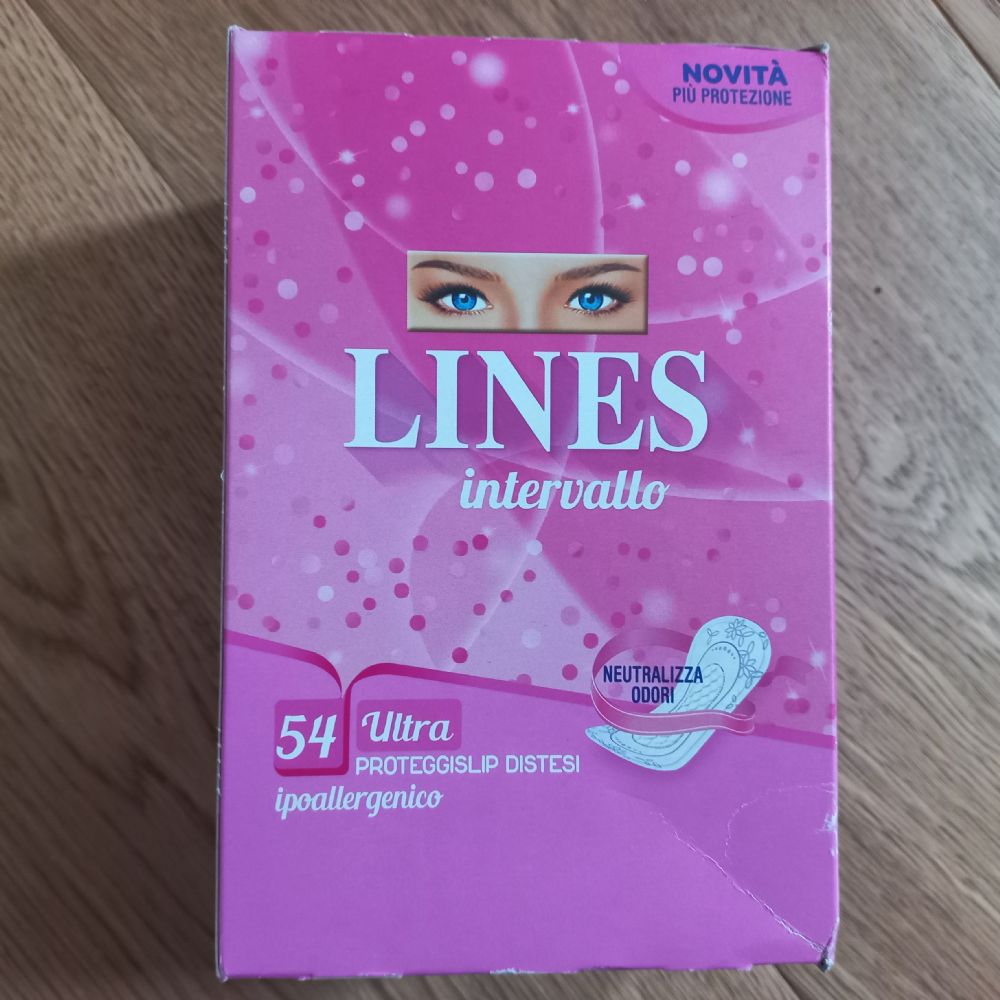 NOVITÀ
PIÙ PROTEZIONE
LINES
intervallo
NEUTRALIZZA
ODORI
54 Ultra
PROTEGGISLIP DISTESI
ipoallergenico